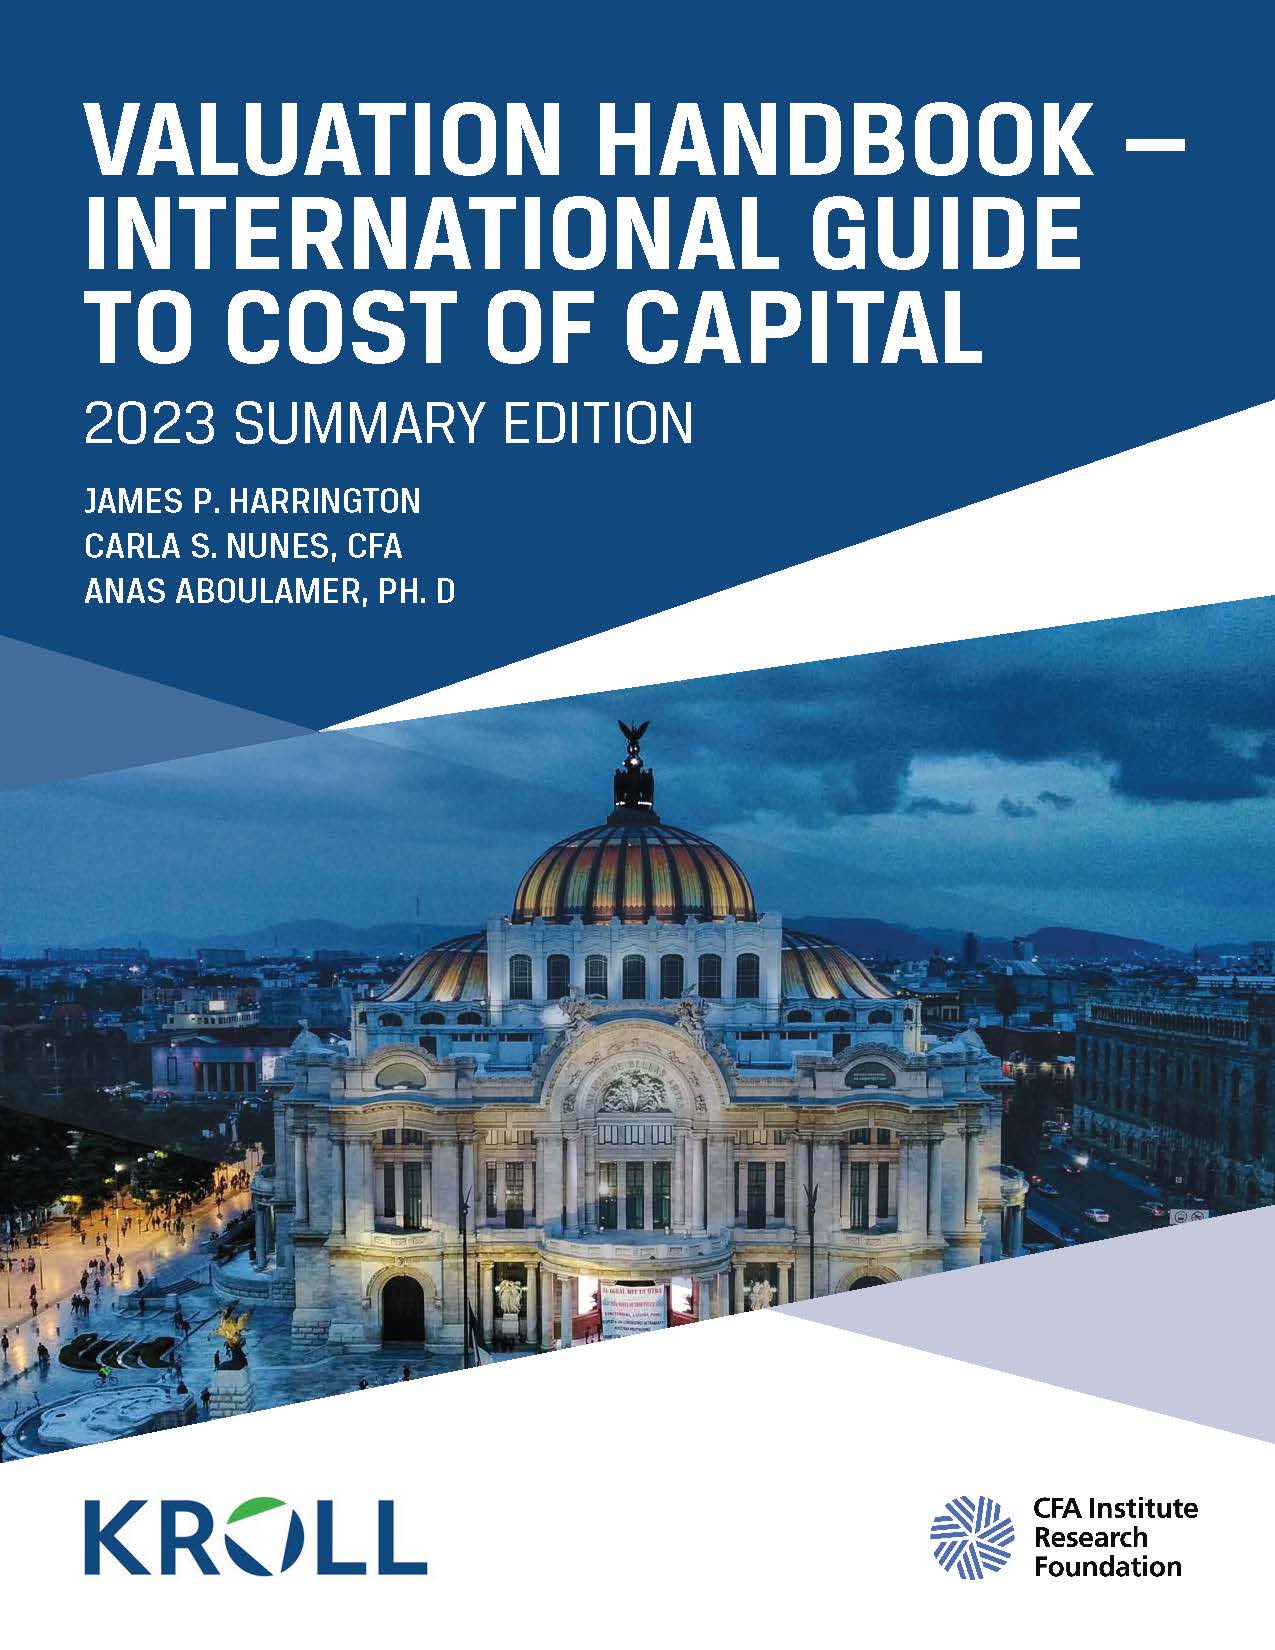 VALUATION HANDBOOK –
INTERNATIONAL GUIDE
TO COST OF CAPITAL
2023 SUMMARY EDITION
JAMES P. HARRINGTON
CARLA S. NUNES, CFA
ANAS ABOULAMER, PH. D
KROLL
CFA Institute
Research
Foundation